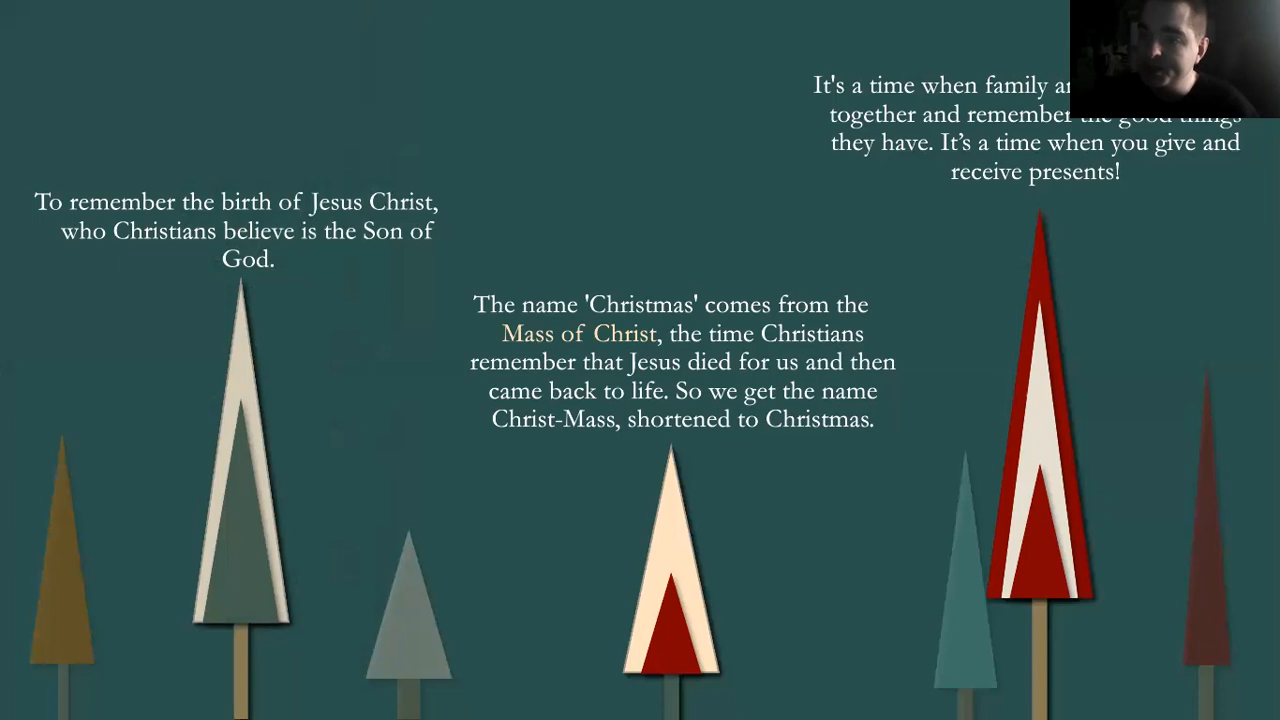 To remember the birth of Jesus Christ,
who Christians believe is the Son of
God.
The name 'Christmas' comes from the
Mass of Christ, the time Christians
remember that Jesus died for us and then
came back to life. So we get the name
Christ-Mass, shortened to Christmas.
It's a time when family
together and remember the good things
they have. It’s a time when you give and
receive presents!